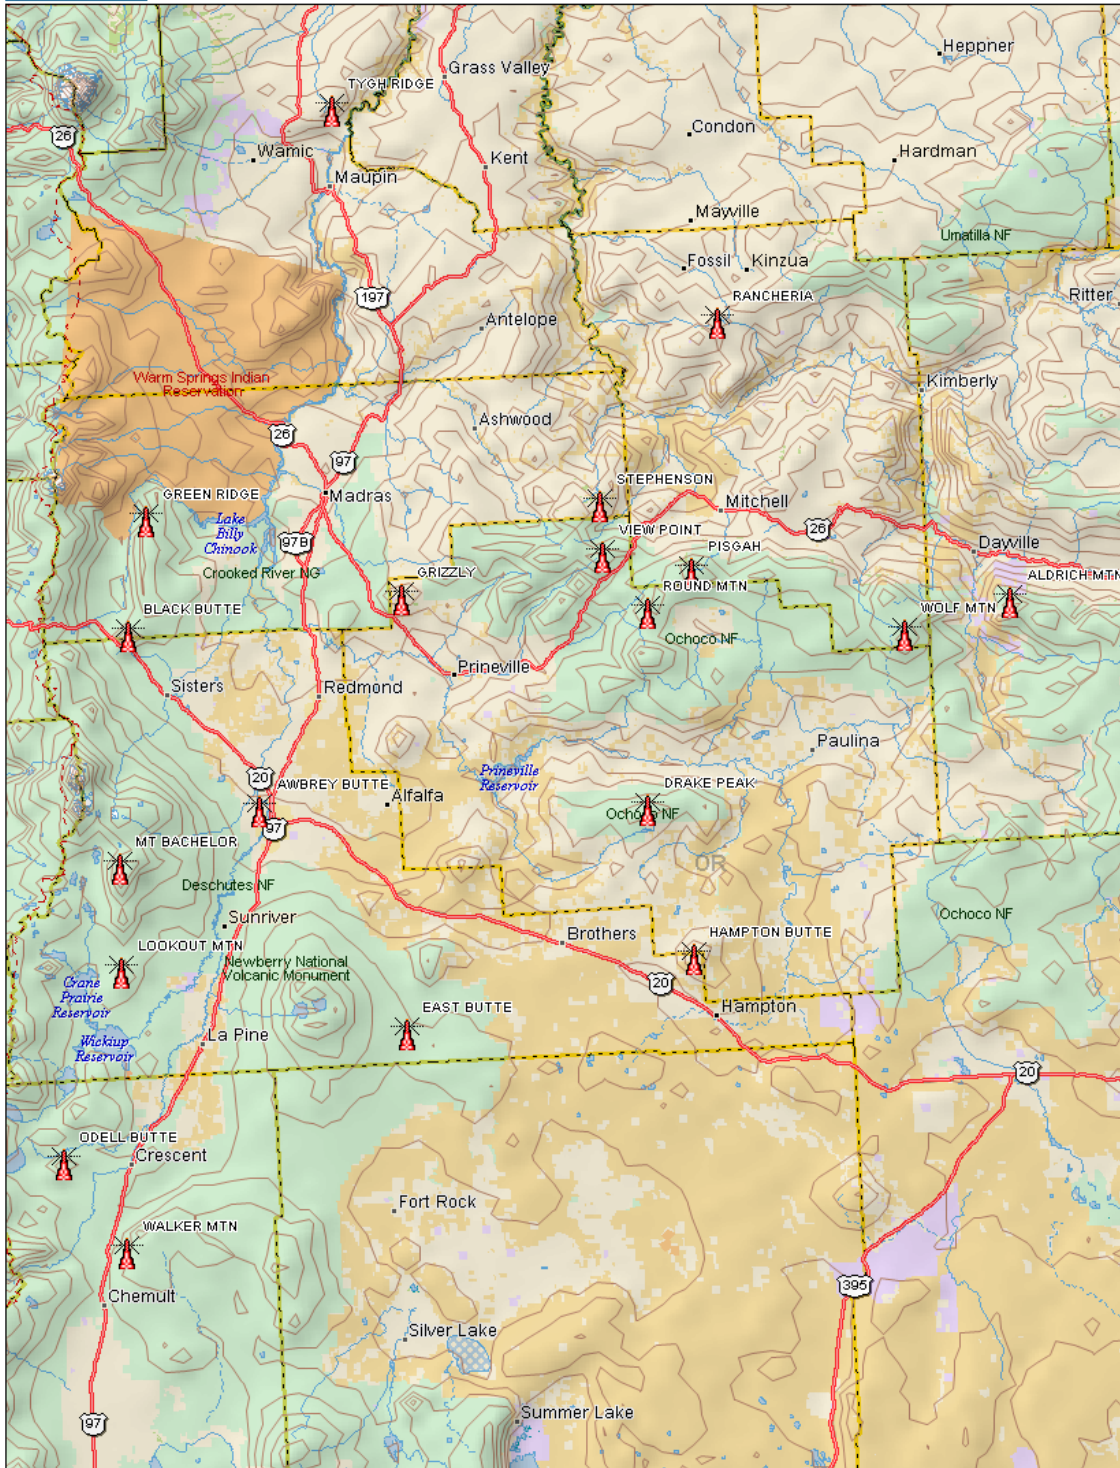 Heppner
Grass Valley
TYGH RIDGE
Condon
26
Wamic
Hardman
Kent
Maupin
Mayville
Umatilla NF
Fossil
Kinzua
197
RANCHERIA
Ritter
Antelope
Warm Springs Indian
Reservation
Kimberly
Ashwood
26
97
STEPHENSON
GREEN RIDGE
Madras
Mitchell
Lake
Billy
Chinook
VIEW POINT
26
97B
PISGAH
Dayville
Crooked River NG
GRIZZLY
ALDRICH MTN
ROUND MTN
BLACK BUTTE
WOLF MTN
Ochoco NF
Prineville
Sisters
Redmond
Paulina
Prineville
Reservoir
20
AWBREY BUTTE
Alfalfa
DRAKE PEAK
Ochoco NF
97
MT BACHELOR
OR
Deschutes NF
Sunriver
Ochoco NF
Brothers
HAMPTON BUTTE
LOOKOUT MTN
Newberry National
Volcanic Monument
Crane
Prairie
Reservoir
20
EAST BUTTE
Hampton
La Pine
Wickiup
Reservoir
20
ODELL BUTTE
Crescent
Fort Rock
WALKER MTN
395
Chemult
Silver Lake
Summer Lake
97